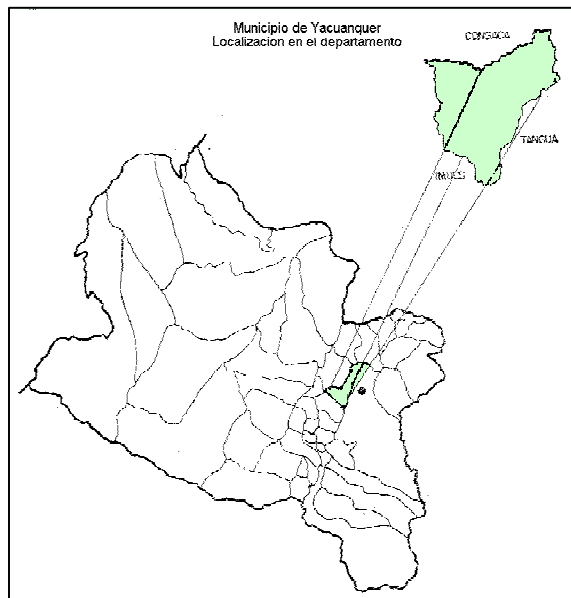 Municipio de Yacuanquer
Localizacion en el departamento
CONSACA
TANGUA
IMUES